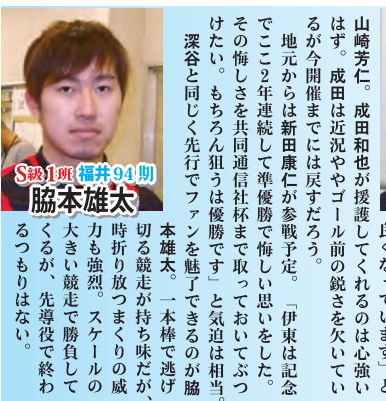 良くなっています」と
山崎芳仁。成田和也が援護してくれるのは心強い
はず。成田は近況ややゴール前の鋭さを欠いてい
るが今開催までには戻すだろう。
地元からは新田康仁が参戦予定。「伊東は記念
でここ2年連続して準優勝で悔しい思いをした。
その悔しさを共同通信社杯まで取っておいてぶつ
けたい。もちろん狙うは優勝です」と気迫は相当。
深谷と同じく先行でファンを魅了できるのが脇
本雄太。一本棒で逃げ
切る競走が持ち味だが、
時折り放つまくりの威
力も強烈。スケールの
大きい競走で勝負して
くるが、先導役で終わ
るつもりはない。
S級1班 福井94期
脇本雄太